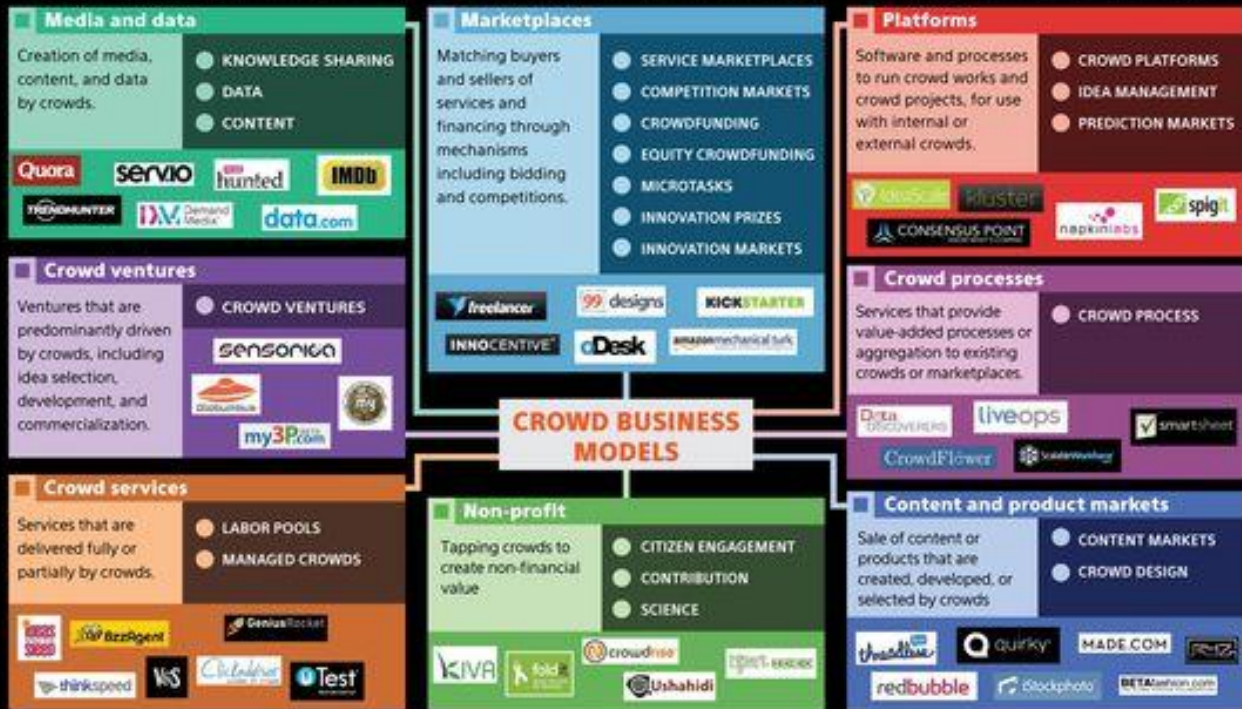 Media and data
Creation of media,
content, and data
by crowds.
KNOWLEDGE SHARING
DATA
CONTENT
Quora
servio
hunted
IMDb
TRENDHUNTER
DM Demand
Media
data.com
Marketplaces
Matching buyers
and sellers of
services and
financing through
mechanisms
including bidding
and competitions.
SERVICE MARKETPLACES
COMPETITION MARKETS
CROWDFUNDING
EQUITY CROWDFUNDING
MICROTASKS
INNOVATION PRIZES
INNOVATION MARKETS
freelancer
99 designs
KICKSTARTER
INNOCENTIVE
oDesk
amazonmechanical turk
Platforms
Software and processes
to run crowd works and
crowd projects, for use
with internal or
external crowds.
CROWD PLATFORMS
IDEA MANAGEMENT
PREDICTION MARKETS
IdeaScale
kluster
spigit
CONSENSUS POINT
napkinlabs
Crowd ventures
Ventures that are
predominantly driven
by crowds, including
idea selection,
development, and
commercialization.
CROWD VENTURES
sensorica
my
my3P.com
BETA
Crowd processes
Services that provide
value-added processes or
aggregation to existing
crowds or marketplaces.
CROWD PROCESS
Data
DISCOVERERS
liveops
smartsheet
CrowdFlower
CROWD BUSINESS
MODELS
Crowd services
Services that are
delivered fully or
partially by crowds.
LABOR POOLS
MANAGED CROWDS
BzzAgent
GeniusRocket
thinkspeed
V&S
uTest
Non-profit
Tapping crowds to
create non-financial
value
CITIZEN ENGAGEMENT
CONTRIBUTION
SCIENCE
KIVA
fold it
crowdrise
Ushahidi
Content and product markets
Sale of content or
products that are
created, developed, or
selected by crowds
CONTENT MARKETS
CROWD DESIGN
threadless
quirky
MADE.COM
redbubble
iStockphoto
BETAfashion.com